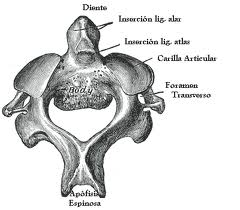 Diente
Inserción lig. alar
Inserción lig. atlas
Carilla Articular
Foramen
Transverso
Body
Apófisis
Espinosa